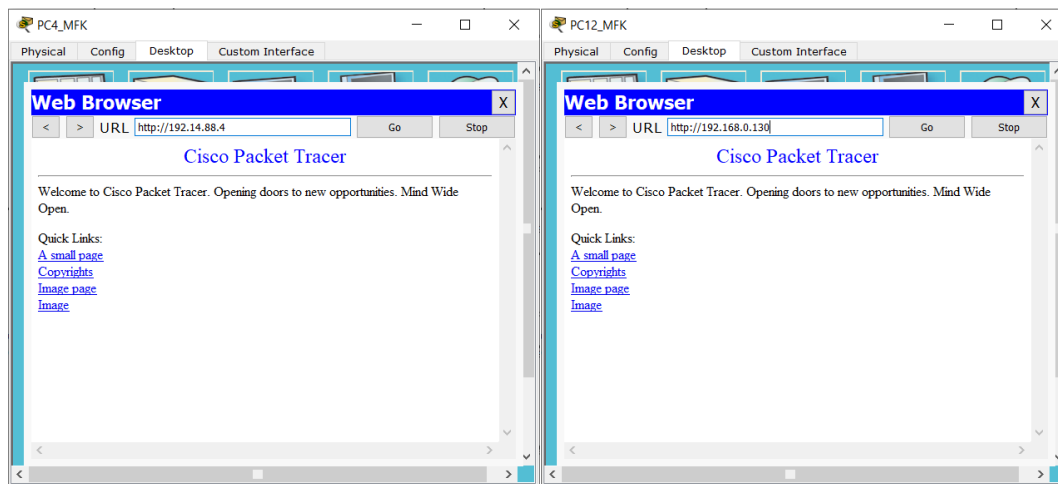 PC4_MFK
Physical Config Desktop Custom Interface
Web Browser X
< > URL http://192.14.88.4 Go Stop
Cisco Packet Tracer
Welcome to Cisco Packet Tracer. Opening doors to new opportunities. Mind Wide
Open.
Quick Links:
A small page
Copyrights
Image page
Image
PC12_MFK
Physical Config Desktop Custom Interface
Web Browser X
< > URL http://192.168.0.130 Go Stop
Cisco Packet Tracer
Welcome to Cisco Packet Tracer. Opening doors to new opportunities. Mind Wide
Open.
Quick Links:
A small page
Copyrights
Image page
Image